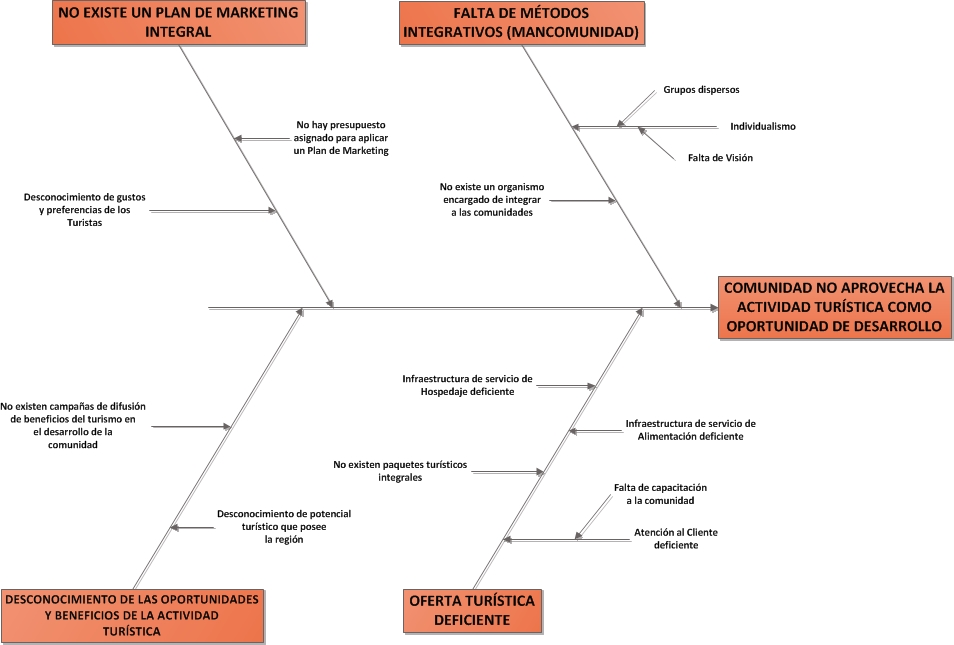 NO EXISTE UN PLAN DE MARKETING
INTEGRAL
FALTA DE MÉTODOS
INTEGRATIVOS (MANCOMUNIDAD)
Grupos dispersos
Individualismo
Falta de Visión
No hay presupuesto
asignado para aplicar
un Plan de Marketing
No existe un organismo
encargado de integrar
a las comunidades
Desconocimiento de gustos
y preferencias de los
Turistas
COMUNIDAD NO APROVECHA LA
ACTIVIDAD TURÍSTICA COMO
OPORTUNIDAD DE DESARROLLO
Infraestructura de servicio de
Hospedaje deficiente
No existen campañas de difusión
de beneficios del turismo en
el desarrollo de la
comunidad
Infraestructura de servicio de
Alimentación deficiente
No existen paquetes turísticos
integrales
Falta de capacitación
a la comunidad
Desconocimiento de potencial
turístico que posee
la región
Atención al Cliente
deficiente
DESCONOCIMIENTO DE LAS OPORTUNIDADES
Y BENEFICIOS DE LA ACTIVIDAD
TURÍSTICA
OFERTA TURÍSTICA
DEFICIENTE